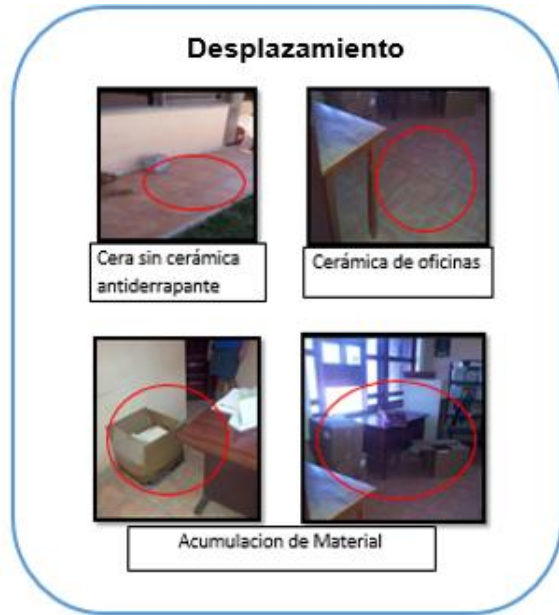 Desplazamiento
Cera sin cerámica
antiderrapante
Cerámica de oficinas
Acumulacion de Material